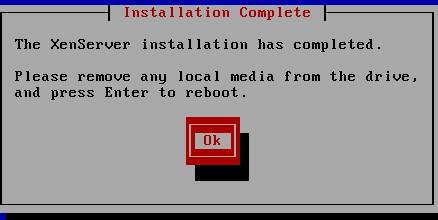 Installation Complete
The XenServer installation has completed.
Please remove any local media from the drive,
and press Enter to reboot.
Ok